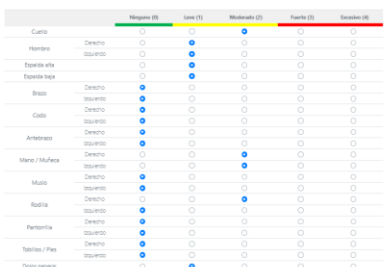 Ninguno (0) Leve (1) Moderado (2) Fuerte (3) Excesivo (4)
Cuello
Hombro
Derecho
Izquierdo
Espalda alta
Espalda baja
Brazo
Derecho
Izquierdo
Codo
Derecho
Izquierdo
Antebrazo
Derecho
Izquierdo
Mano / Muñeca
Derecho
Izquierdo
Muslo
Derecho
Izquierdo
Rodilla
Derecho
Izquierdo
Pantorrilla
Derecho
Izquierdo
Tobillos / Pies
Derecho
Izquierdo
Dolor general